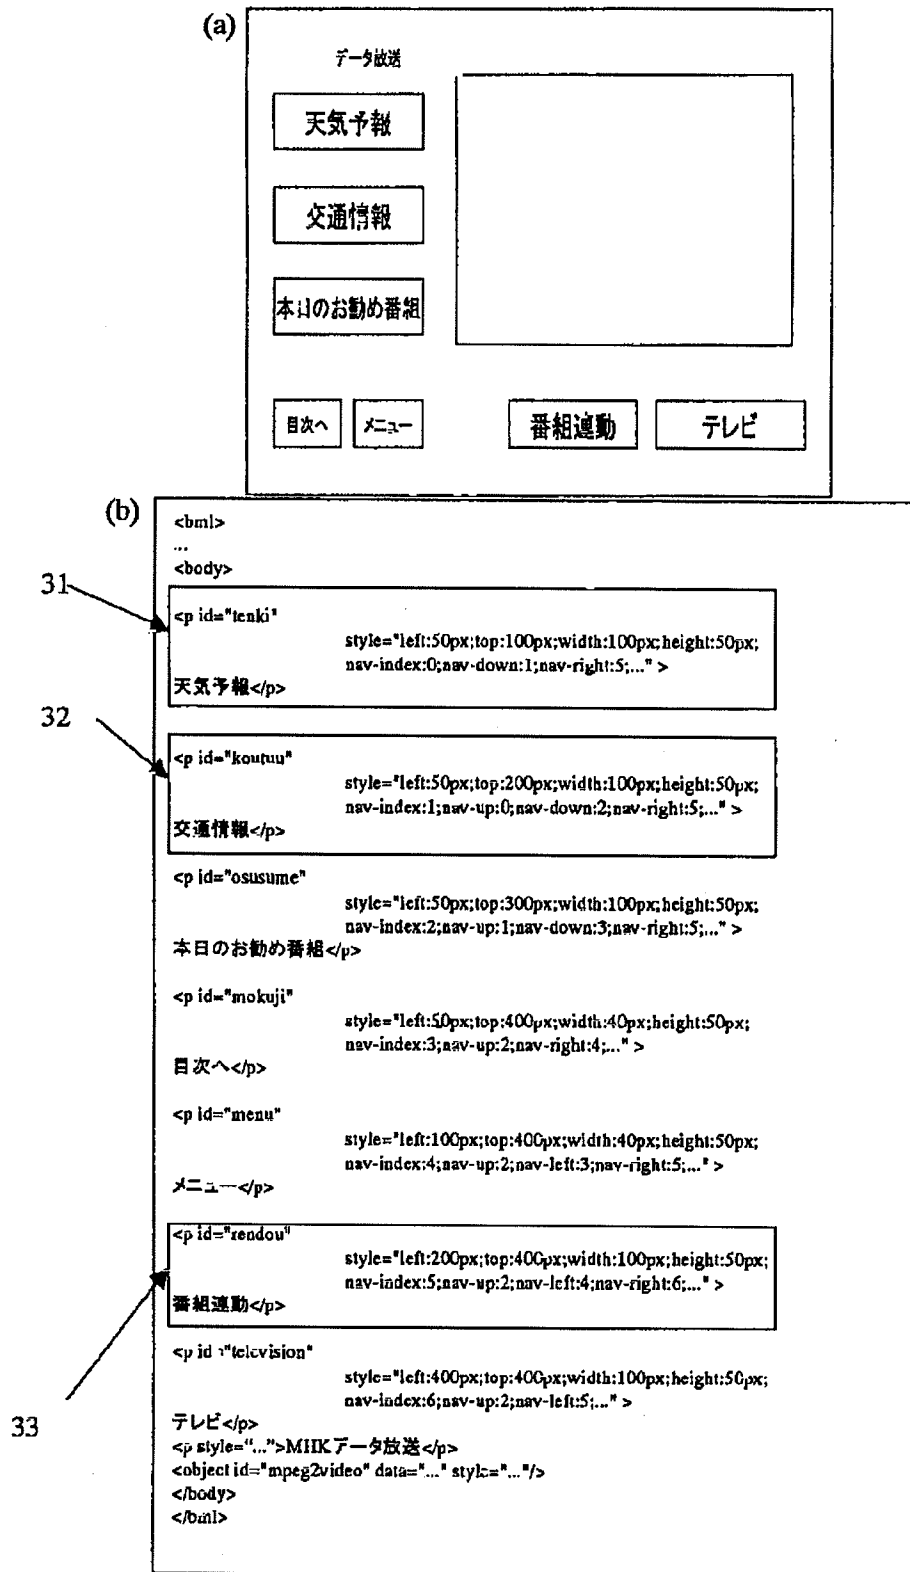 (a)
データ放送
天気予報
交通情報
本日のお勧め番組
目次へ
メニュー
番組連動
テレビ
(b)
<bml>
...
<body>
31
<p id="tenki"
style="left:50px;top:100px;width:100px;height:50px;
nav-index:0;nav-down:1;nav-right:5;..." >
天気予報</p>
32
<p id="koutuu"
style="left:50px;top:200px;width:100px;height:50px;
nav-index:1;nav-up:0;nav-down:2;nav-right:5;..." >
交通情報</p>
<p id="osusume"
style="left:50px;top:300px;width:100px;height:50px;
nav-index:2;nav-up:1;nav-down:3;nav-right:5;..." >
本日のお勧め番組</p>
<p id="mokuji"
style="left:50px;top:400px;width:40px;height:50px;
nav-index:3;nav-up:2;nav-right:4;..." >
目次へ</p>
<p id="menu"
style="left:100px;top:400px;width:40px;height:50px;
nav-index:4;nav-up:2;nav-left:3;nav-right:5;..." >
メニュー</p>
<p id="rendou"
style="left:200px;top:400px;width:100px;height:50px;
nav-index:5;nav-up:2;nav-left:4;nav-right:6;..." >
番組連動</p>
33
<p id="television"
style="left:400px;top:400px;width:100px;height:50px;
nav-index:6;nav-up:2;nav-left:5;..." >
テレビ</p>
<p style="...">MHKデータ放送</p>
<object id="mpeg2video" data="..." style="..."/>
</body>
</bml>